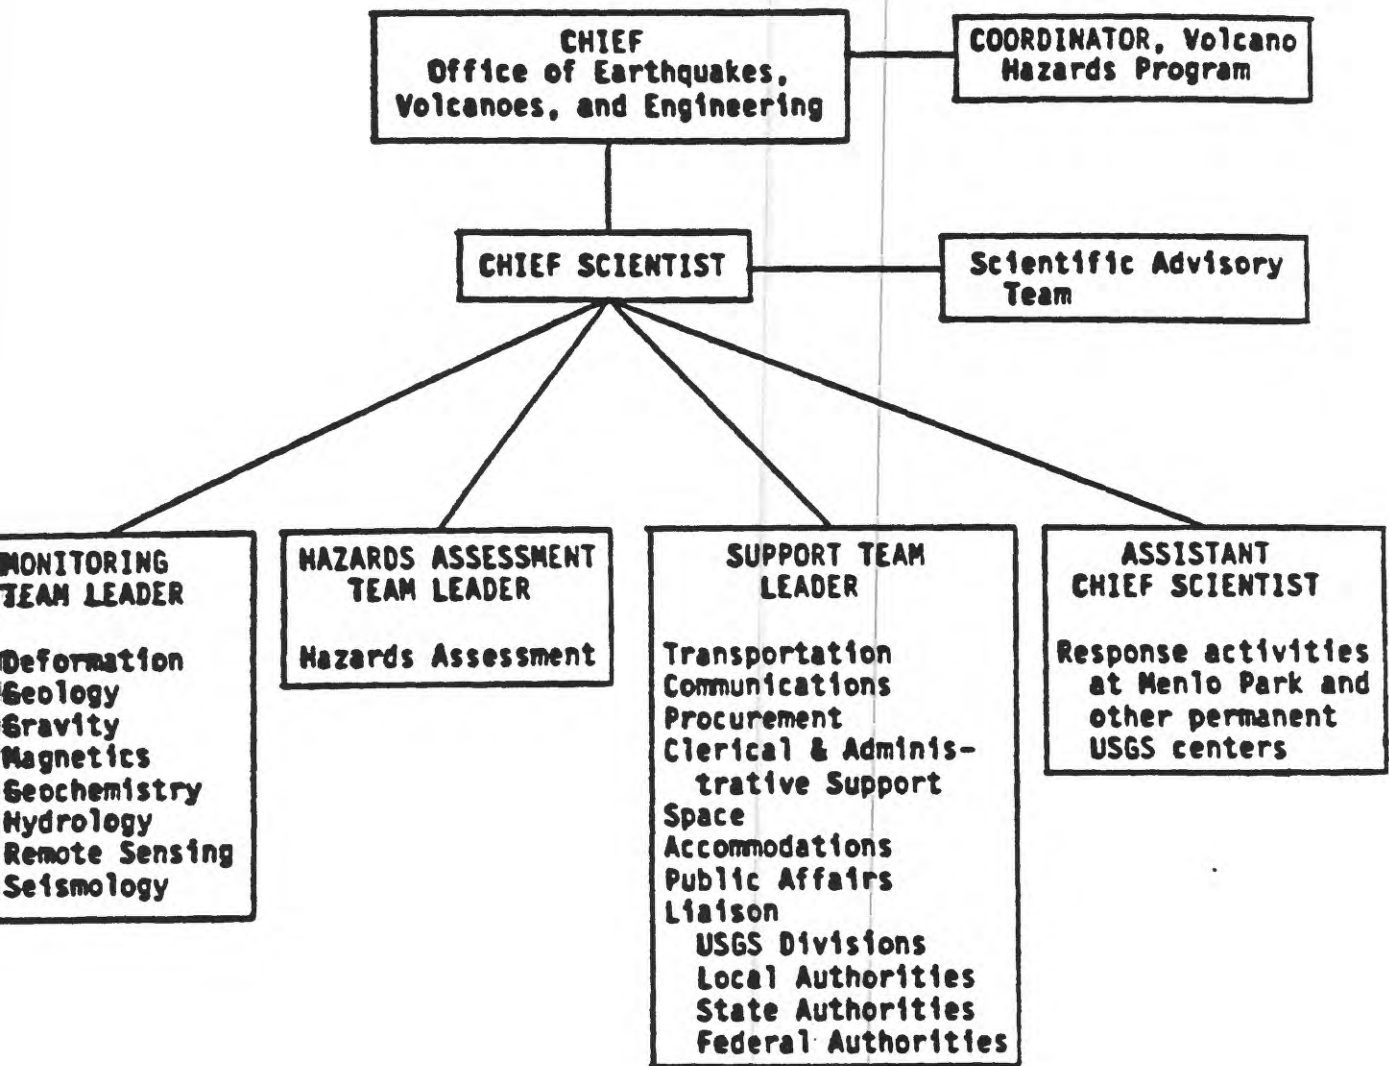 CHIEF
Office of Earthquakes,
Volcanoes, and Engineering
COORDINATOR, Volcano
Hazards Program
CHIEF SCIENTIST
Scientific Advisory
Team
MONITORING
TEAM LEADER
Deformation
Geology
Gravity
Magnetics
Geochemistry
Hydrology
Remote Sensing
Seismology
HAZARDS ASSESSMENT
TEAM LEADER
Hazards Assessment
SUPPORT TEAM
LEADER
Transportation
Communications
Procurement
Clerical & Adminis-
trative Support
Space
Accommodations
Public Affairs
Liaison
USGS Divisions
Local Authorities
State Authorities
Federal Authorities
ASSISTANT
CHIEF SCIENTIST
Response activities
at Menlo Park and
other permanent
USGS centers